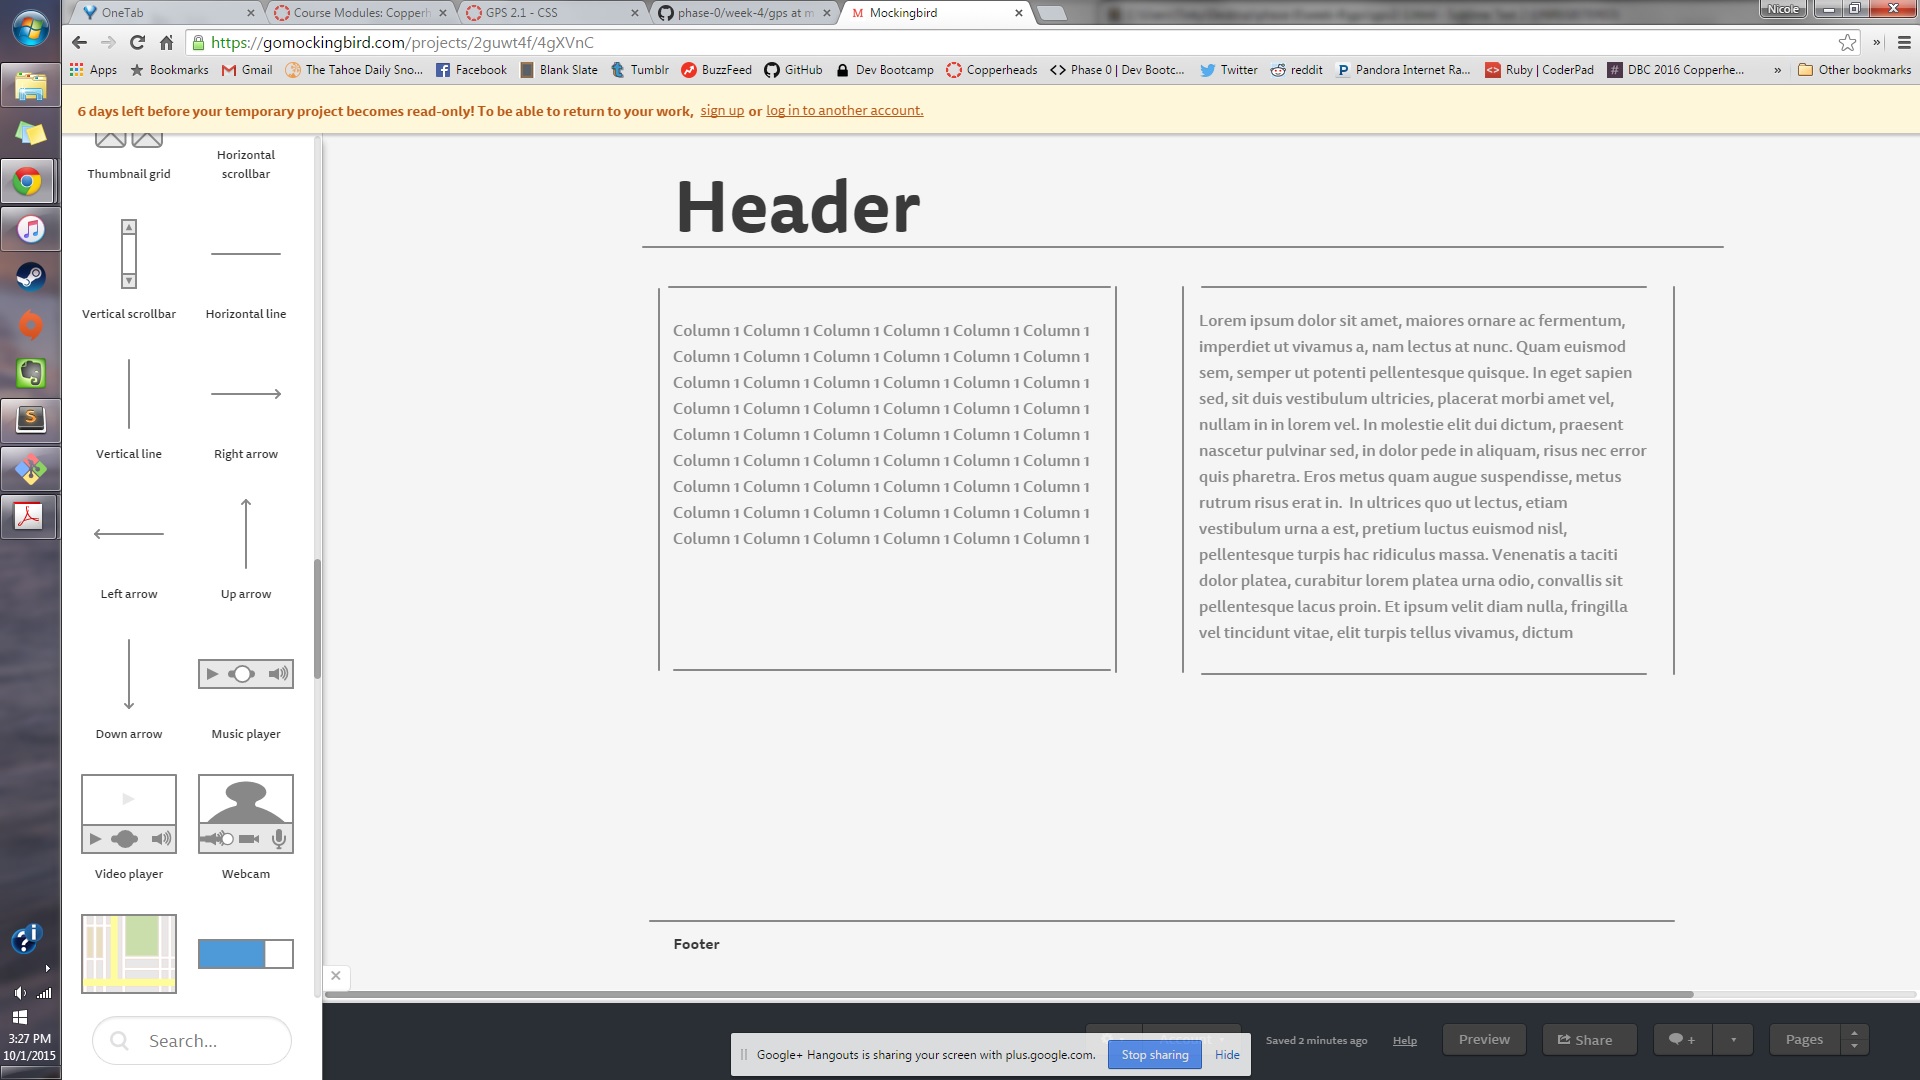 OneTab
Course Modules: Copperh
GPS 2.1 - CSS
phase-0/week-4/gps at m
Mockingbird
Nicole
https://gomockingbird.com/projects/2guwt4f/4gXVnC
Apps
Bookmarks
Gmail
The Tahoe Daily Sno...
Facebook
Blank Slate
Tumblr
BuzzFeed
GitHub
Dev Bootcamp
Copperheads
Phase 0 | Dev Bootc...
Twitter
reddit
Pandora Internet Ra...
Ruby | CoderPad
DBC 2016 Copperhe...
Other bookmarks
6 days left before your temporary project becomes read-only! To be able to return to your work, sign up or log in to another account.
Thumbnail grid
Horizontal
scrollbar
Vertical scrollbar
Horizontal line
Vertical line
Right arrow
Left arrow
Up arrow
Down arrow
Music player
Video player
Webcam
Search...
Header
Column 1 Column 1 Column 1 Column 1 Column 1 Column 1
Column 1 Column 1 Column 1 Column 1 Column 1 Column 1
Column 1 Column 1 Column 1 Column 1 Column 1 Column 1
Column 1 Column 1 Column 1 Column 1 Column 1 Column 1
Column 1 Column 1 Column 1 Column 1 Column 1 Column 1
Column 1 Column 1 Column 1 Column 1 Column 1 Column 1
Column 1 Column 1 Column 1 Column 1 Column 1 Column 1
Column 1 Column 1 Column 1 Column 1 Column 1 Column 1
Column 1 Column 1 Column 1 Column 1 Column 1 Column 1
Lorem ipsum dolor sit amet, maiores ornare ac fermentum,
imperdiet ut vivamus a, nam lectus at nunc. Quam euismod
sem, semper ut potenti pellentesque quisque. In eget sapien
sed, sit duis vestibulum ultricies, placerat morbi amet vel,
nullam in in lorem vel. In molestie elit dui dictum, praesent
nascetur pulvinar sed, in dolor pede in aliquam, risus nec error
quis pharetra. Eros metus quam augue suspendisse, metus
rutrum risus erat in. In ultrices quo ut lectus, etiam
vestibulum urna a est, pretium luctus euismod nisl,
pellentesque turpis hac ridiculus massa. Venenatis a taciti
dolor platea, curabitur lorem platea urna odio, convallis sit
pellentesque lacus proin. Et ipsum velit diam nulla, fringilla
vel tincidunt vitae, elit turpis tellus vivamus, dictum
Footer
Google+ Hangouts is sharing your screen with plus.google.com.
Stop sharing
Hide
Saved 2 minutes ago
Help
Preview
Share
Pages
3:27 PM
10/1/2015